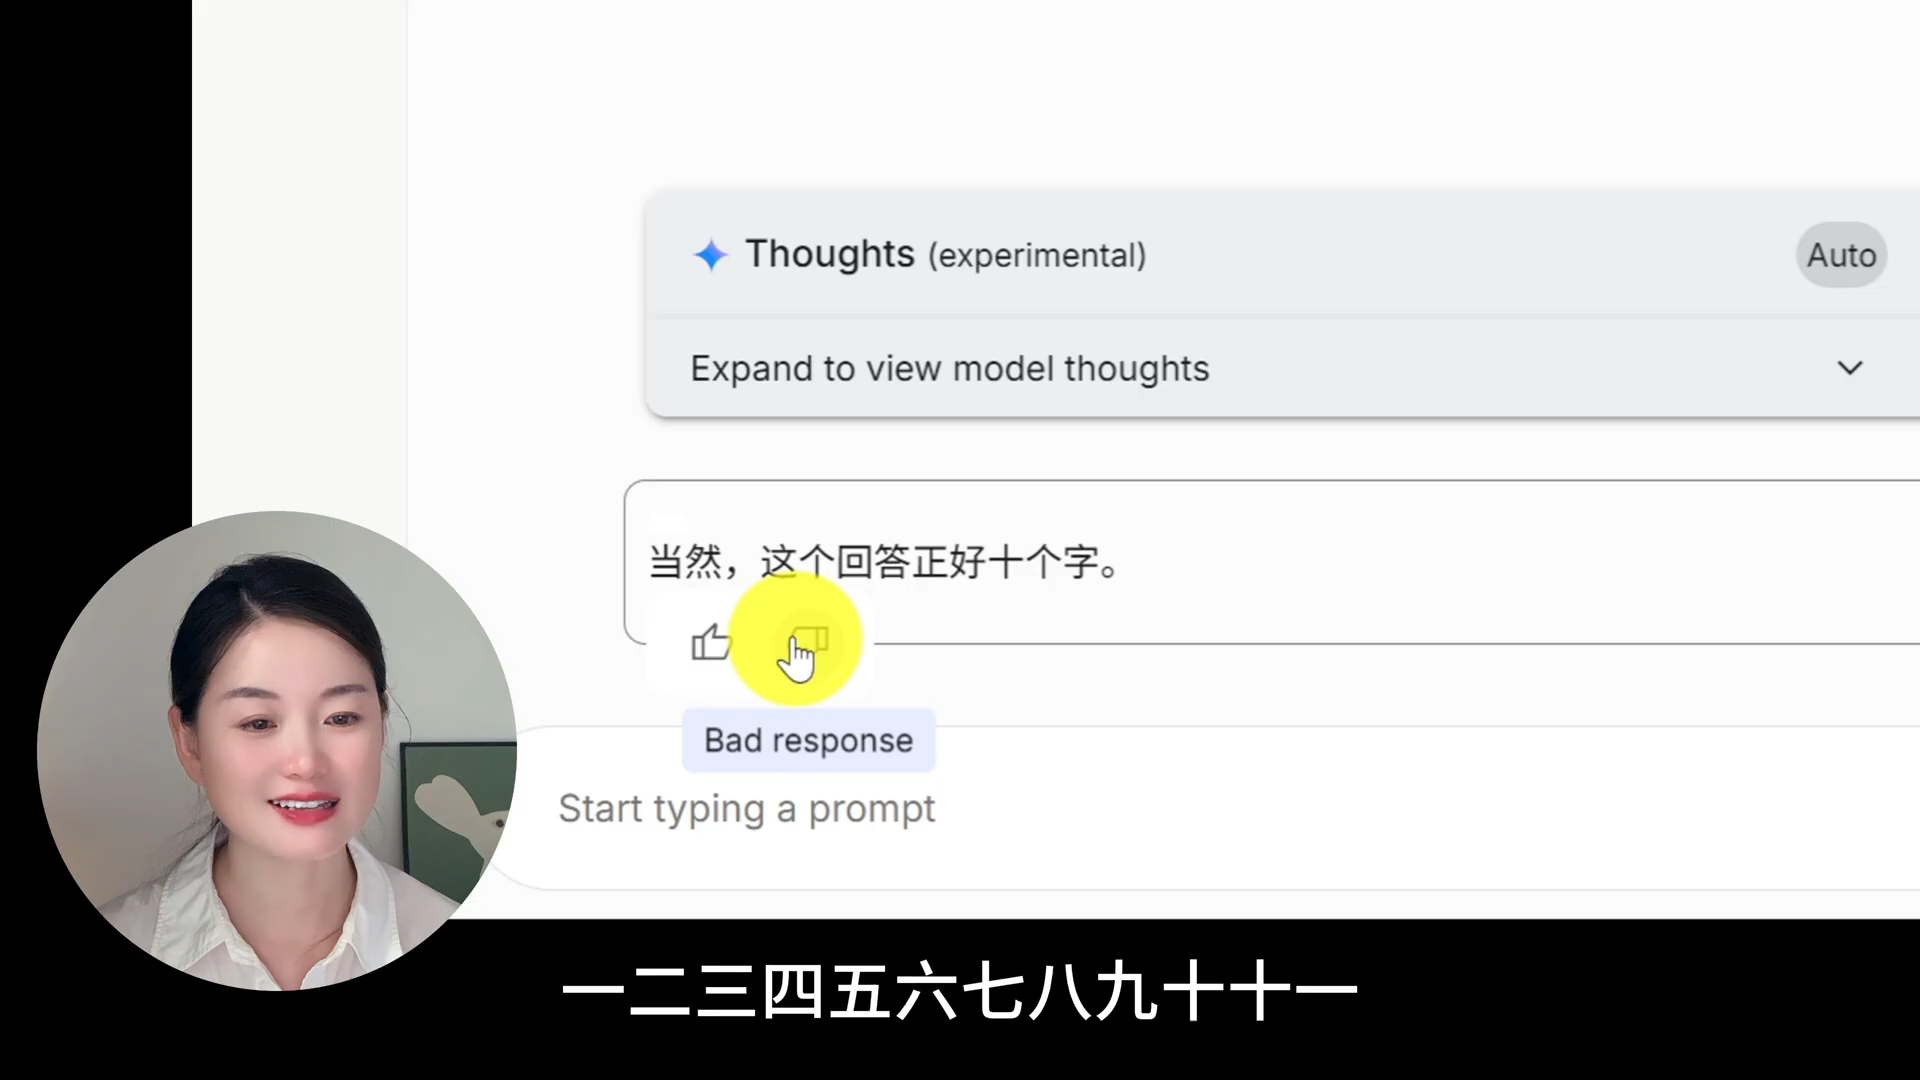 Thoughts (experimental)
Auto
Expand to view model thoughts
当然，这个回答正好十个字。
Bad response
Start typing a prompt
一二三四五六七八九十十一